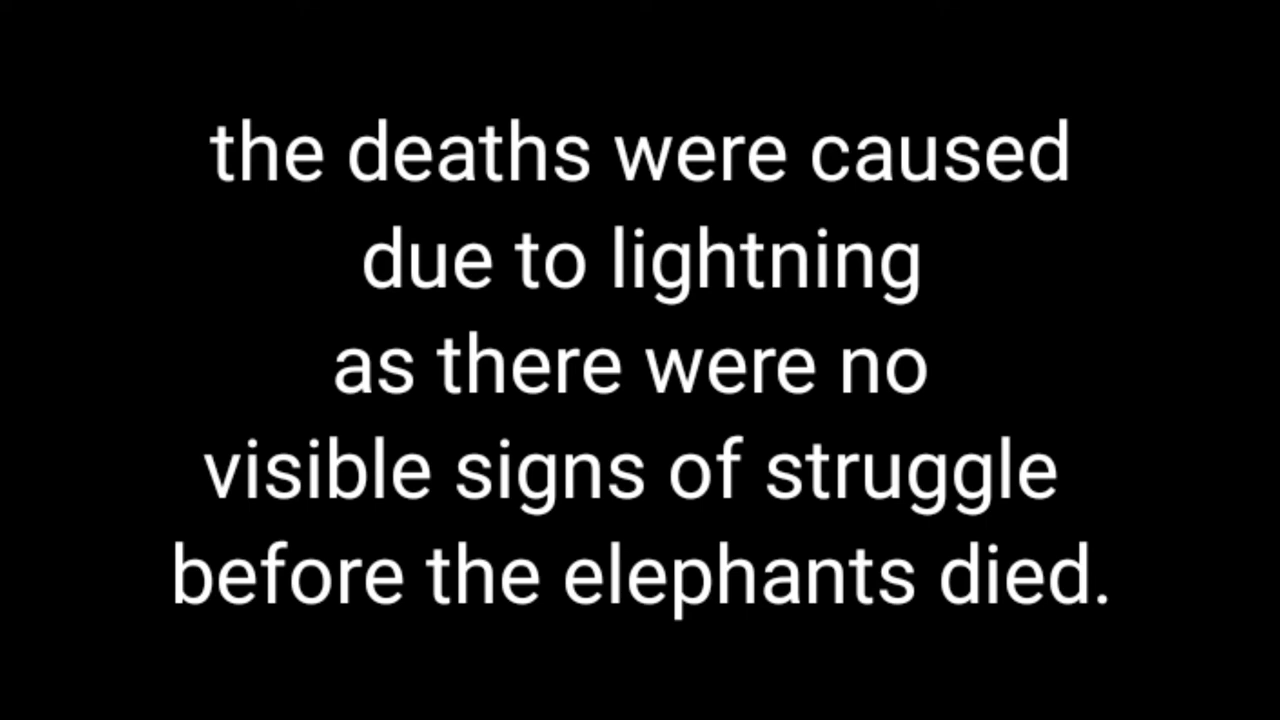 the deaths were caused
due to lightning
as there were no
visible signs of struggle
before the elephants died.